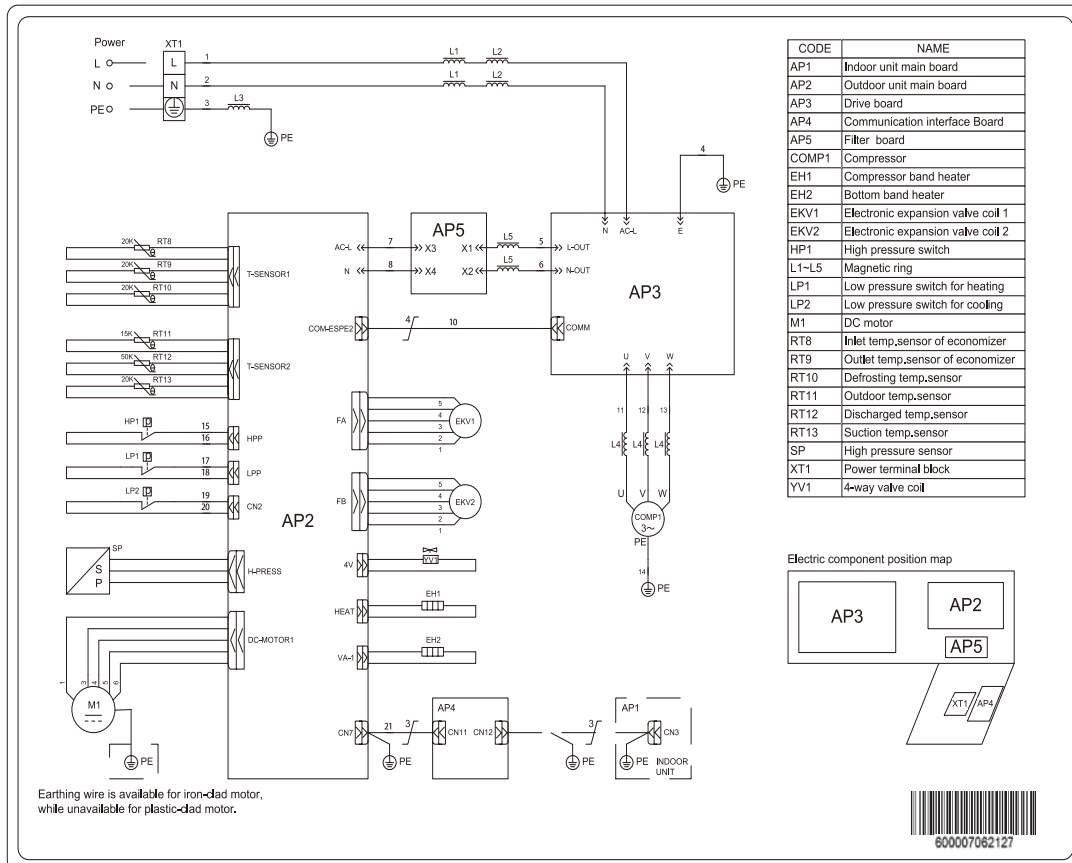 Power
XT1
L
L
1
L1
L2
N
N
2
L1
L2
PE
3
L3
PE
4
PE
N
AC-L
E
AP5
AC-L
7
X3
X1
L5
5
L-OUT
N
8
X4
X2
L5
6
N-OUT
AP3
COM-ESPE2
4
10
COMM
U
V
W
11
12
13
L4
L4
L4
U
V
W
COMP1
3~
PE
14
PE
20K
RT8
20K
RT9
20K
RT10
T-SENSOR1
15K
RT11
50K
RT12
20K
RT13
T-SENSOR2
HP1
P
15
16
HPP
LP1
P
17
18
LPP
LP2
P
19
20
CN2
AP2
SP
S
P
H-PRESS
DC-MOTOR1
1
3
4
5
6
M1
PE
FA
5
4
3
2
1
EKV1
FB
5
4
3
2
1
EKV2
4V
YV1
HEAT
EH1
VA-1
EH2
CN7
21
3
PE
AP4
CN11
CN12
PE
3
AP1
CN3
PE
INDOOR
UNIT
Earthing wire is available for iron-clad motor,
while unavailable for plastic-clad motor.
CODE NAME
AP1 Indoor unit main board
AP2 Outdoor unit main board
AP3 Drive board
AP4 Communication interface Board
AP5 Filter board
COMP1 Compressor
EH1 Compressor band heater
EH2 Bottom band heater
EKV1 Electronic expansion valve coil 1
EKV2 Electronic expansion valve coil 2
HP1 High pressure switch
L1~L5 Magnetic ring
LP1 Low pressure switch for heating
LP2 Low pressure switch for cooling
M1 DC motor
RT8 Inlet temp.sensor of economizer
RT9 Outlet temp.sensor of economizer
RT10 Defrosting temp.sensor
RT11 Outdoor temp.sensor
RT12 Discharged temp.sensor
RT13 Suction temp.sensor
SP High pressure sensor
XT1 Power terminal block
YV1 4-way valve coil
Electric component position map
AP3
AP2
AP5
XT1
AP4
600007062127